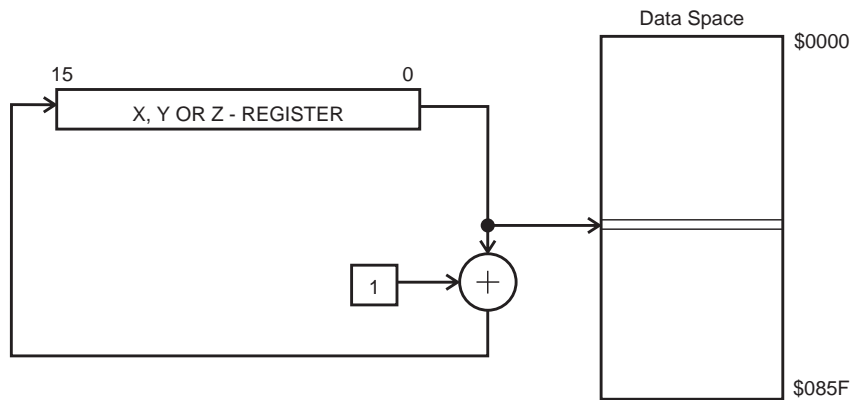 Data Space
$0000
15 0
X, Y OR Z - REGISTER
1
+
$085F